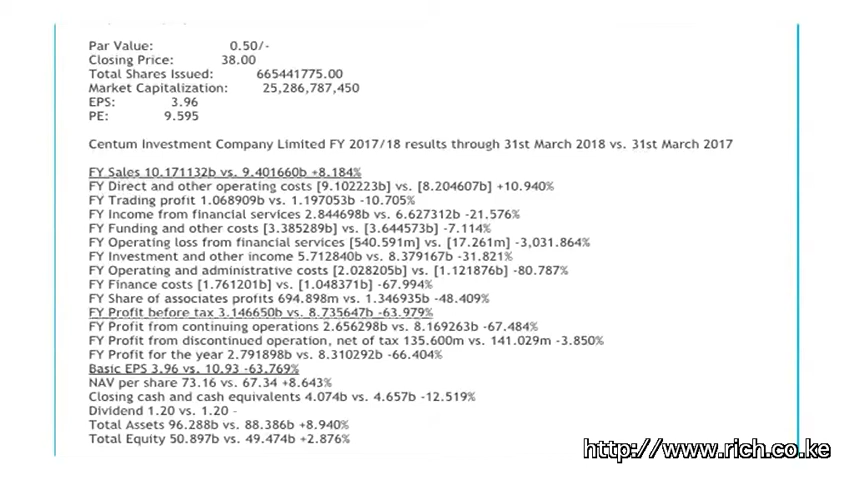 Par Value: 0.50/-
Closing Price: 38.00
Total Shares Issued: 665441775.00
Market Capitalization: 25,286,787,450
EPS: 3.96
PE: 9.595
Centum Investment Company Limited FY 2017/18 results through 31st March 2018 vs. 31st March 2017
FY Sales 10.171132b vs. 9.401660b +8.184%
FY Direct and other operating costs [9.102223b] vs. [8.204607b] +10.940%
FY Trading profit 1.068909b vs. 1.197053b -10.705%
FY Income from financial services 2.844698b vs. 6.627312b -21.576%
FY Funding and other costs [3.385289b] vs. [3.644573b] -7.114%
FY Operating loss from financial services [540.591m] vs. [17.261m] -3,031.864%
FY Investment and other income 5.712840b vs. 8.379167b -31.821%
FY Operating and administrative costs [2.028205b] vs. [1.121876b] -80.787%
FY Finance costs [1.761201b] vs. [1.048371b] -67.994%
FY Share of associates profits 694.898m vs. 1.346935b -48.409%
FY Profit before tax 3.146650b vs. 8.735647b -63.979%
FY Profit from continuing operations 2.656298b vs. 8.169263b -67.484%
FY Profit from discontinued operation, net of tax 135.600m vs. 141.029m -3.850%
FY Profit for the year 2.791898b vs. 8.310292b -66.404%
Basic EPS 3.96 vs. 10.93 -63.769%
NAV per share 73.16 vs. 67.34 +8.643%
Closing cash and cash equivalents 4.074b vs. 4.657b -12.519%
Dividend 1.20 vs. 1.20 -
Total Assets 96.288b vs. 88.386b +8.940%
Total Equity 50.897b vs. 49.474b +2.876%
http://www.rich.co.ke